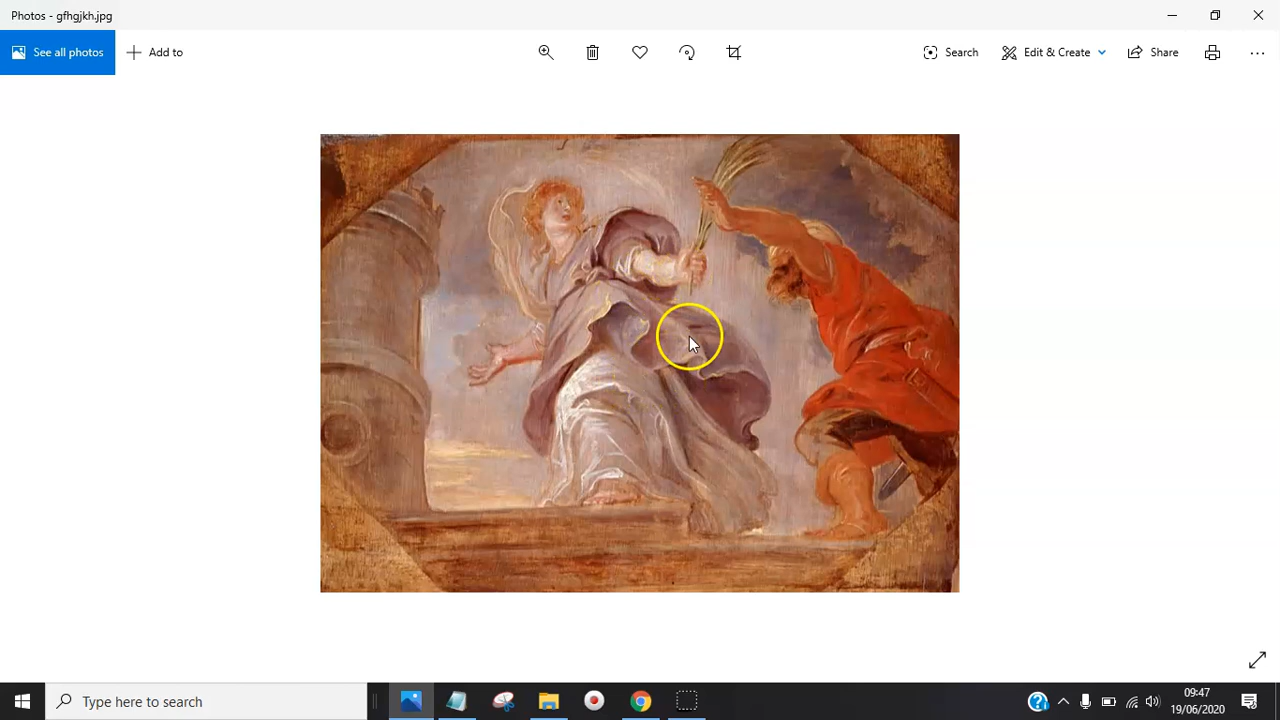 Photos - gfhgjkh.jpg
See all photos
Add to
Search
Edit & Create
Share
Type here to search
09:47
19/06/2020